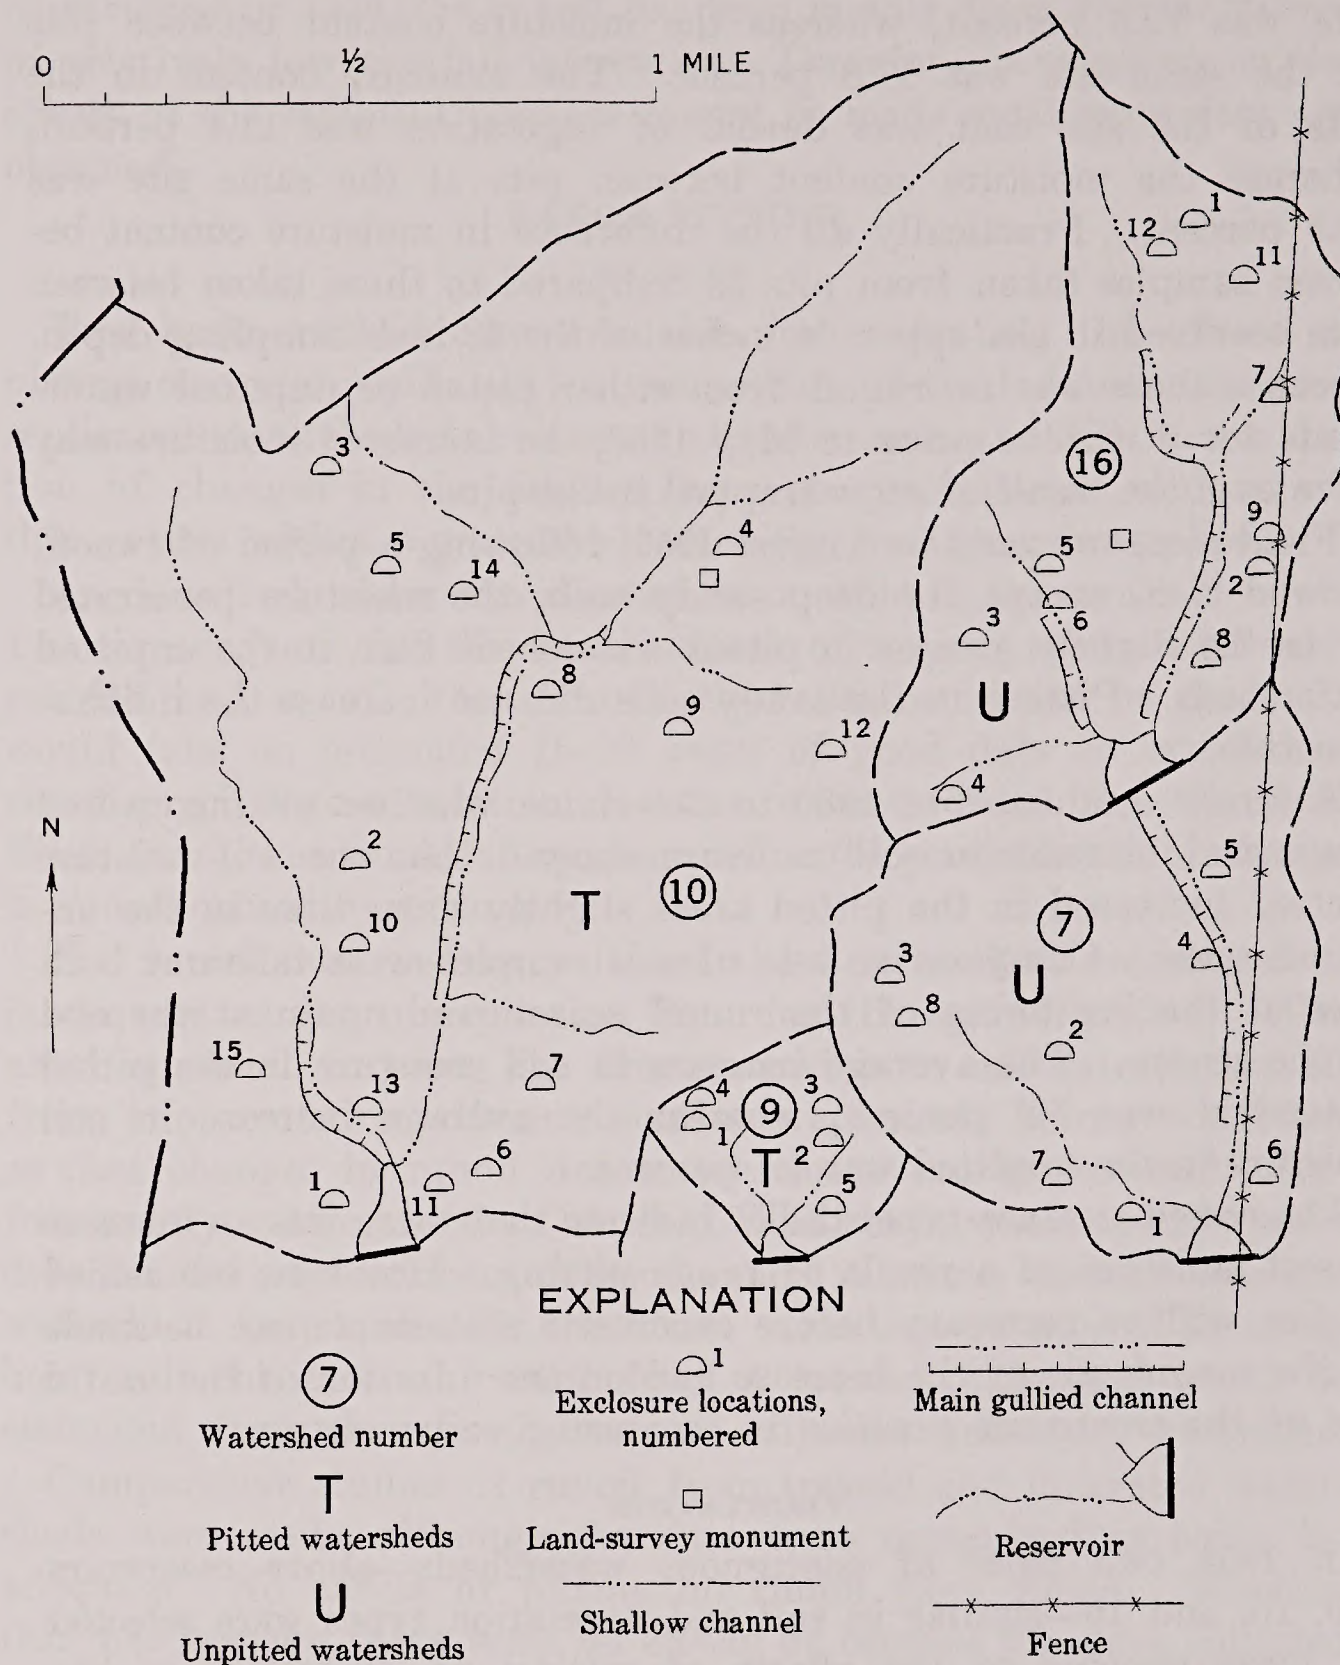 0 ½ 1 MILE
1
12
11
7
3
16
4
5
9
14
5
2
3
6
8
8
U
9
12
4
N
2
5
T
10
7
10
3
4
U
8
2
15
7
4
3
13
9
1
2
6
T
7
6
1
11
5
1
EXPLANATION
7
Watershed number
T
Pitted watersheds
U
Unpitted watersheds
1
Exclosure locations,
numbered
Land-survey monument
Shallow channel
Main gullied channel
Reservoir
Fence